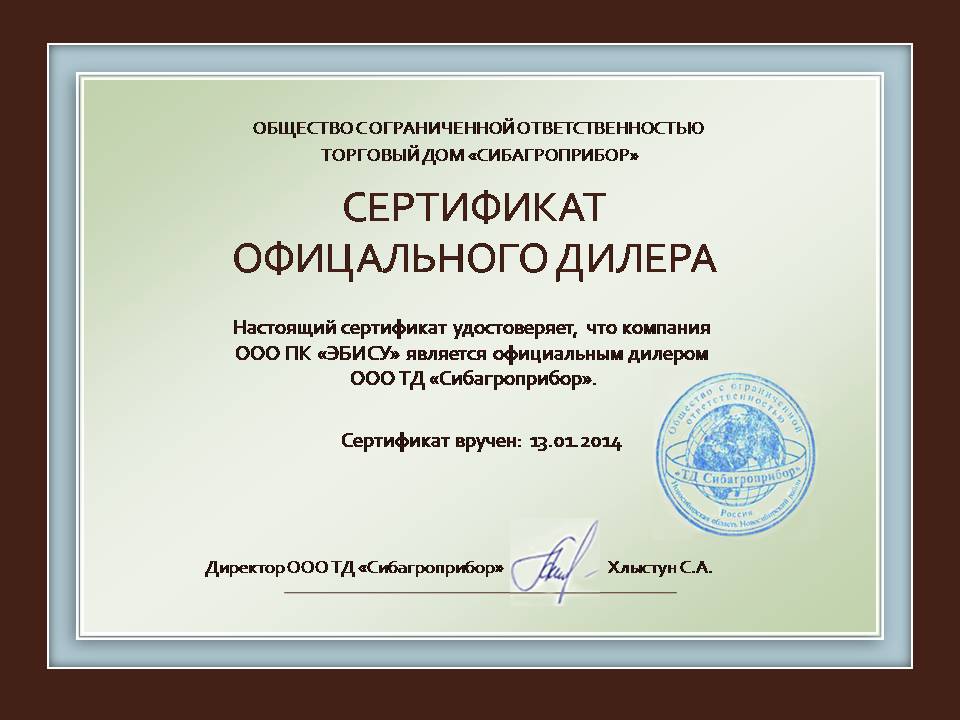 ОБЩЕСТВО С ОГРАНИЧЕННОЙ ОТВЕТСТВЕННОСТЬЮ
ТОРГОВЫЙ ДОМ «СИБАГРОПРИБОР»
СЕРТИФИКАТ
ОФИЦАЛЬНОГО ДИЛЕРА
Настоящий сертификат удостоверяет, что компания
ООО ПК «ЭБИСУ» является официальным дилером
ООО ТД «Сибагроприбор».
Сертификат вручен: 13.01.2014
Общество с ограниченной
ответственностью
«ТД Сибагроприбор»
Россия
Новосибирская область Новосибирский район
Директор ООО ТД «Сибагроприбор» Хлыстун С.А.